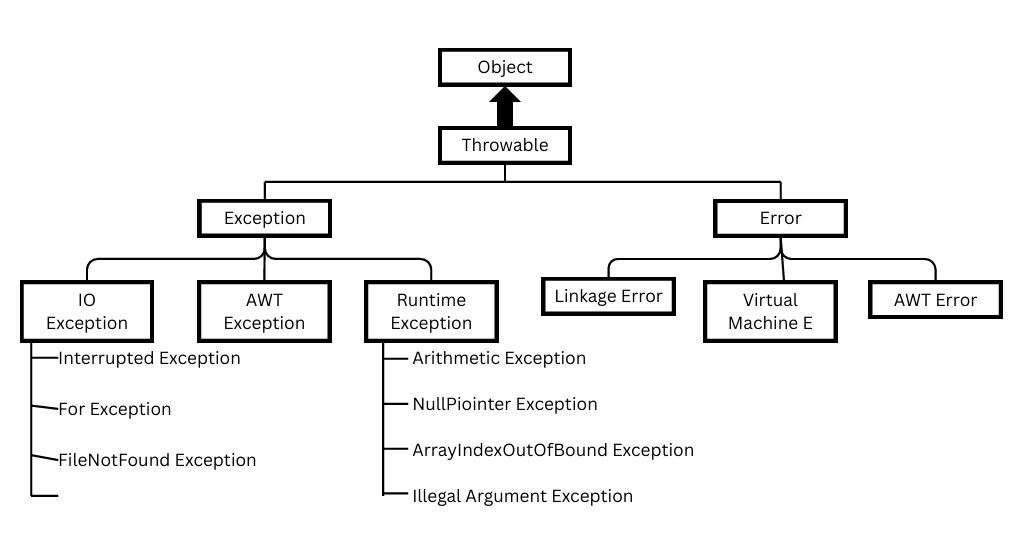 Object
Throwable
Exception
Error
IO
Exception
AWT
Exception
Runtime
Exception
Linkage Error
Virtual
Machine E
AWT Error
Interrupted Exception
For Exception
FileNotFound Exception
Arithmetic Exception
NullPiointer Exception
ArrayIndexOutOfBound Exception
Illegal Argument Exception